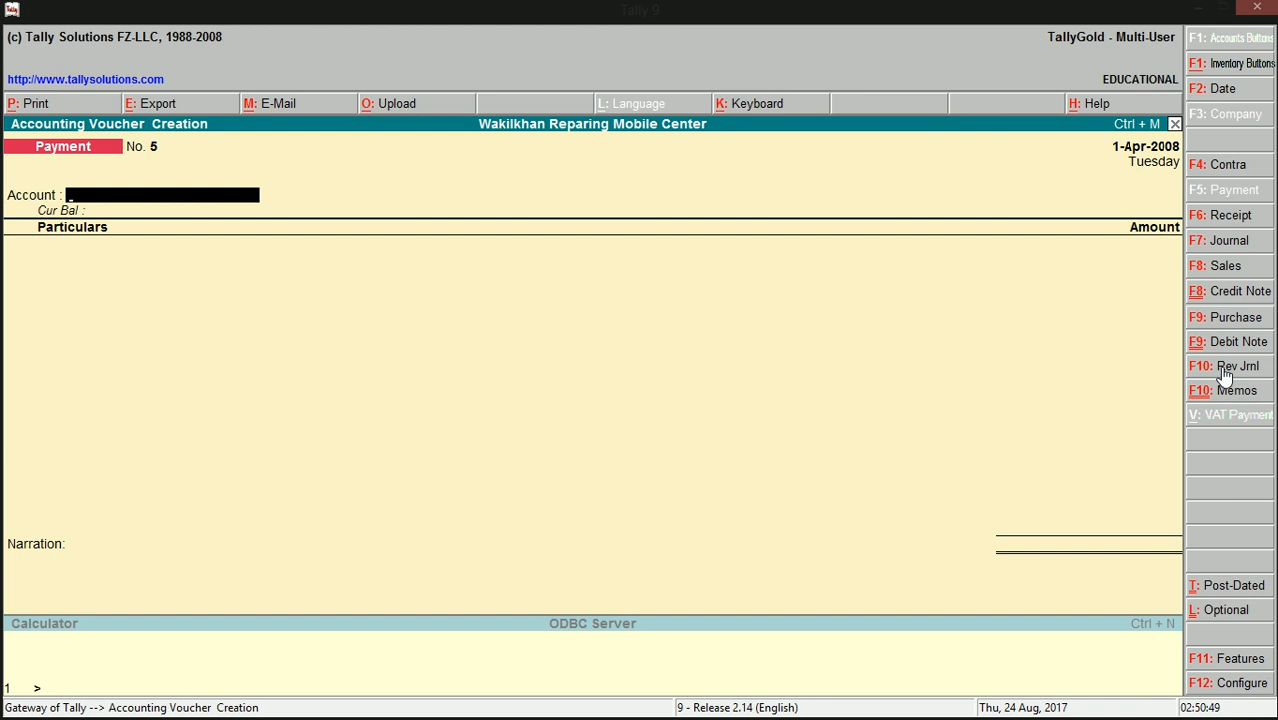 Tally 9
(c) Tally Solutions FZ-LLC, 1988-2008
TallyGold - Multi-User
http://www.tallysolutions.com
EDUCATIONAL
P: Print
E: Export
M: E-Mail
O: Upload
L: Language
K: Keyboard
H: Help
Accounting Voucher Creation
Wakilkhan Reparing Mobile Center
Ctrl + M
Payment No. 5
1-Apr-2008
Tuesday
Account :
Cur Bal :
Particulars
Amount
Narration:
Calculator
ODBC Server
Ctrl + N
1 >
Gateway of Tally --> Accounting Voucher Creation
9 - Release 2.14 (English)
Thu, 24 Aug, 2017
02:50:49
F1: Accounts Buttons
F1: Inventory Buttons
F2: Date
F3: Company
F4: Contra
F5: Payment
F6: Receipt
F7: Journal
F8: Sales
F8: Credit Note
F9: Purchase
F9: Debit Note
F10: Rev Jrnl
F10: Memos
V: VAT Payment
T: Post-Dated
L: Optional
F11: Features
F12: Configure